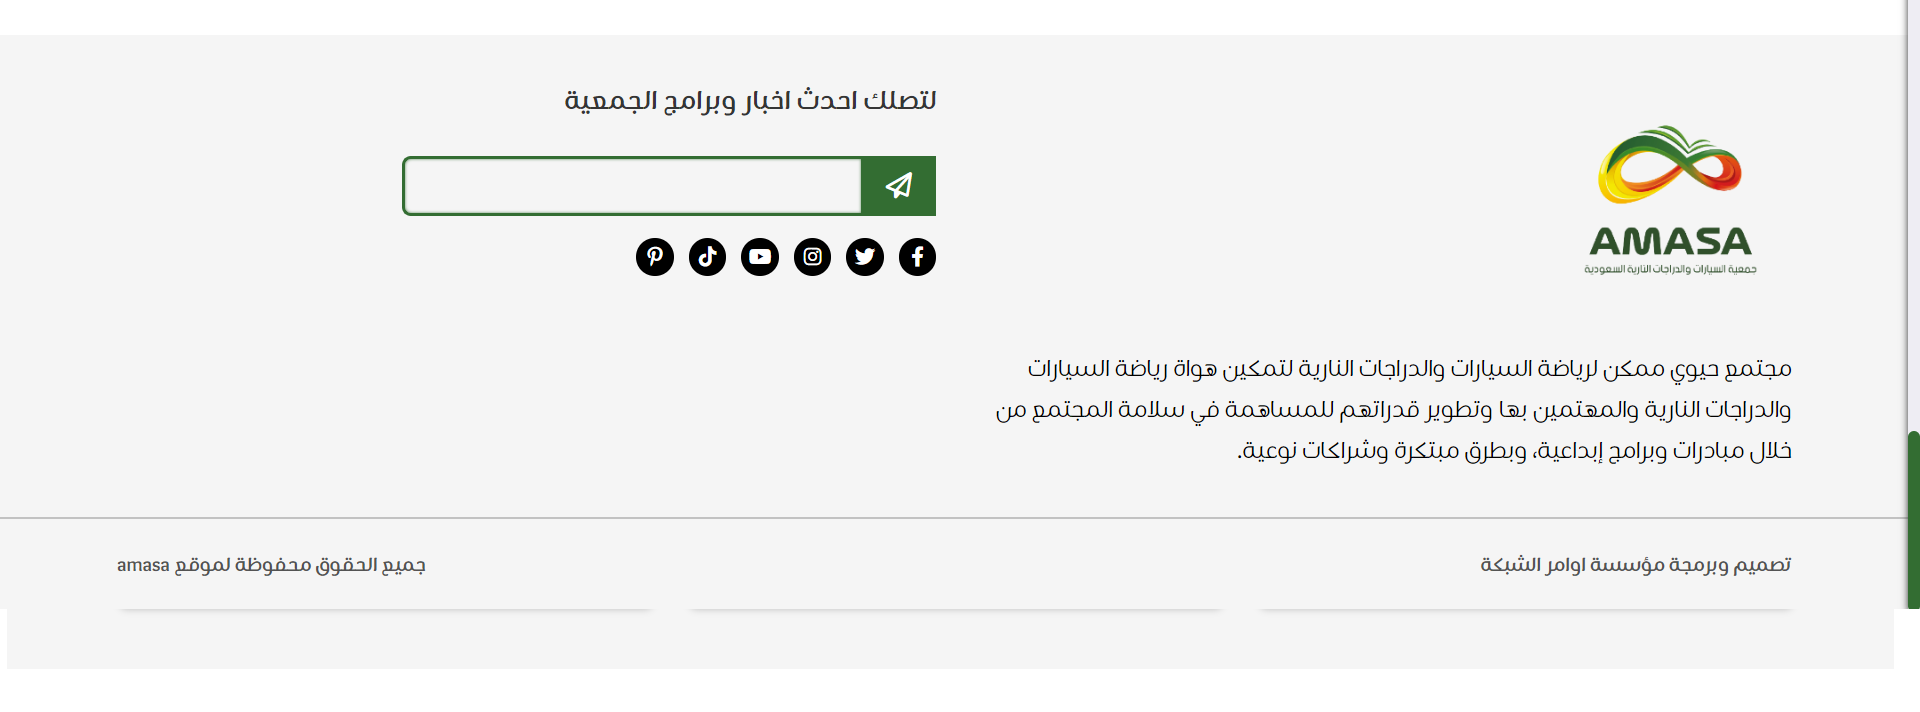 AMASA
جمعية السيارات والدراجات النارية السعودية
مجتمع حيوي ممكن لرياضة السيارات والدراجات النارية لتمكين هواة رياضة السيارات
والدراجات النارية والمهتمين بها وتطوير قدراتهم للمساهمة في سلامة المجتمع من
خلال مبادرات وبرامج إبداعية، وبطرق مبتكرة وشراكات نوعية.
لتصلك احدث اخبار وبرامج الجمعية
تصميم وبرمجة مؤسسة اوامر الشبكة
جميع الحقوق محفوظة لموقع amasa